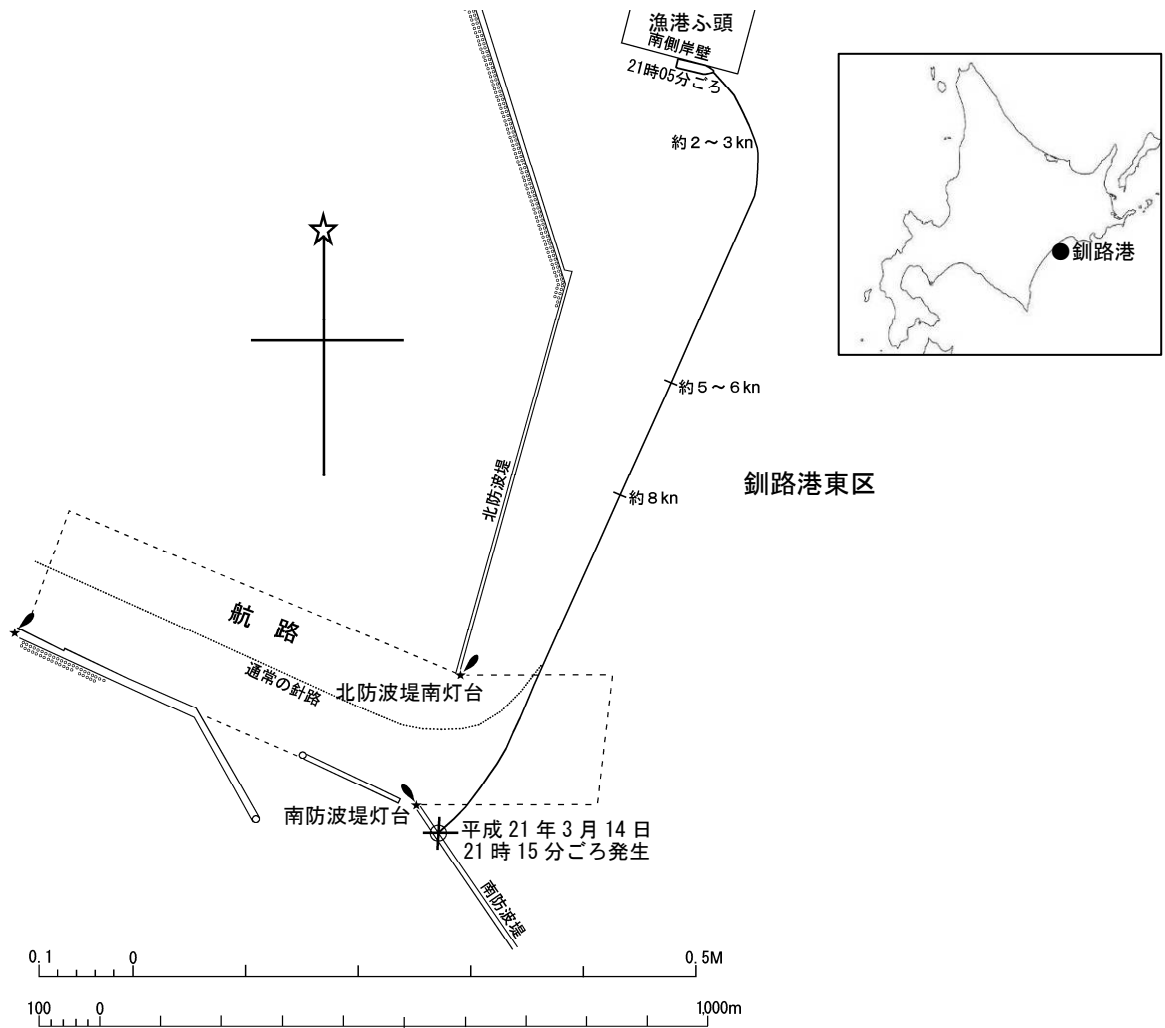 漁港ふ頭
南側岸壁
21時05分ごろ
約2~3kn
釧路港
約5~6kn
北防波堤
約8kn
釧路港東区
航 路
通常の針路
北防波堤南灯台
南防波堤灯台
平成21年3月14日
21時15分ごろ発生
南防波堤
0.1 0 0.5M
100 0 1,000m